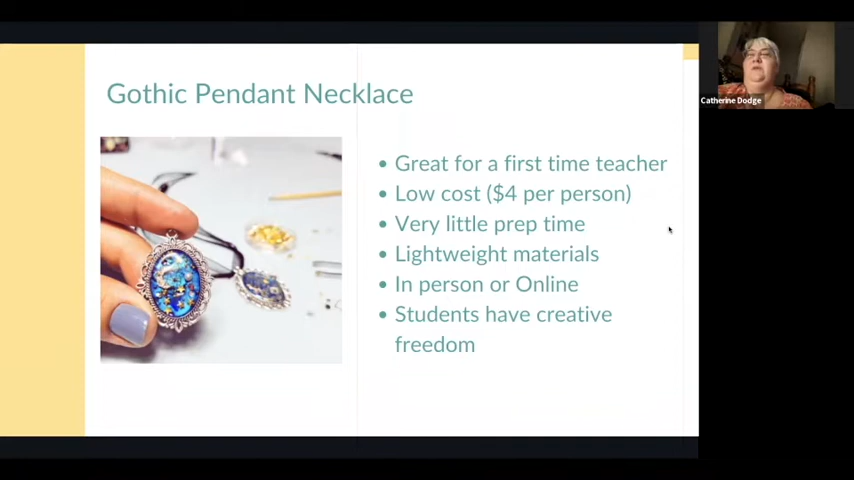 Gothic Pendant Necklace
• Great for a first time teacher
• Low cost ($4 per person)
• Very little prep time
• Lightweight materials
• In person or Online
• Students have creative
freedom
Catherine Dodge